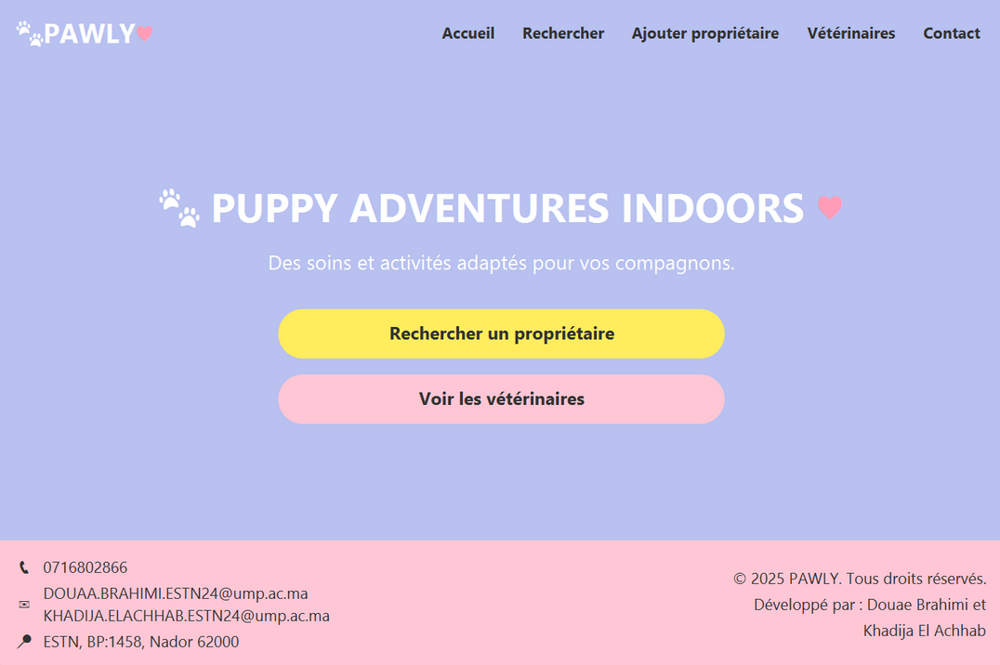 PAWLY
Accueil Rechercher Ajouter propriétaire Vétérinaires Contact
PUPPY ADVENTURES INDOORS
Des soins et activités adaptés pour vos compagnons.
Rechercher un propriétaire
Voir les vétérinaires
0716802866
DOUAA.BRAHIMI.ESTN24@ump.ac.ma
KHADIJA.ELACHHAB.ESTN24@ump.ac.ma
ESTN, BP:1458, Nador 62000
© 2025 PAWLY. Tous droits réservés.
Développé par : Douae Brahimi et
Khadija El Achhab